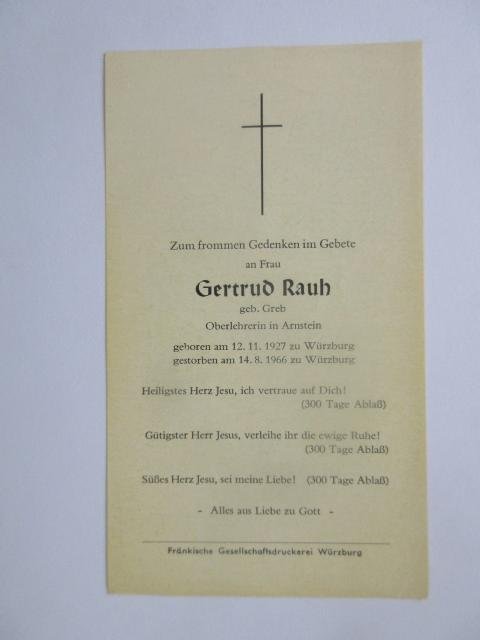 Zum frommen Gedenken im Gebete
an Frau
Gertrud Rauh
geb. Greb
Oberlehrerin in Arnstein
geboren am 12. 11. 1927 zu Würzburg
gestorben am 14. 8. 1966 zu Würzburg
Heiligstes Herz Jesu, ich vertraue auf Dich!
(300 Tage Ablaß)
Gütigster Herr Jesus, verleihe ihr die ewige Ruhe!
(300 Tage Ablaß)
Süßes Herz Jesu, sei meine Liebe! (300 Tage Ablaß)
- Alles aus Liebe zu Gott -
Fränkische Gesellschaftsdruckerei Würzburg